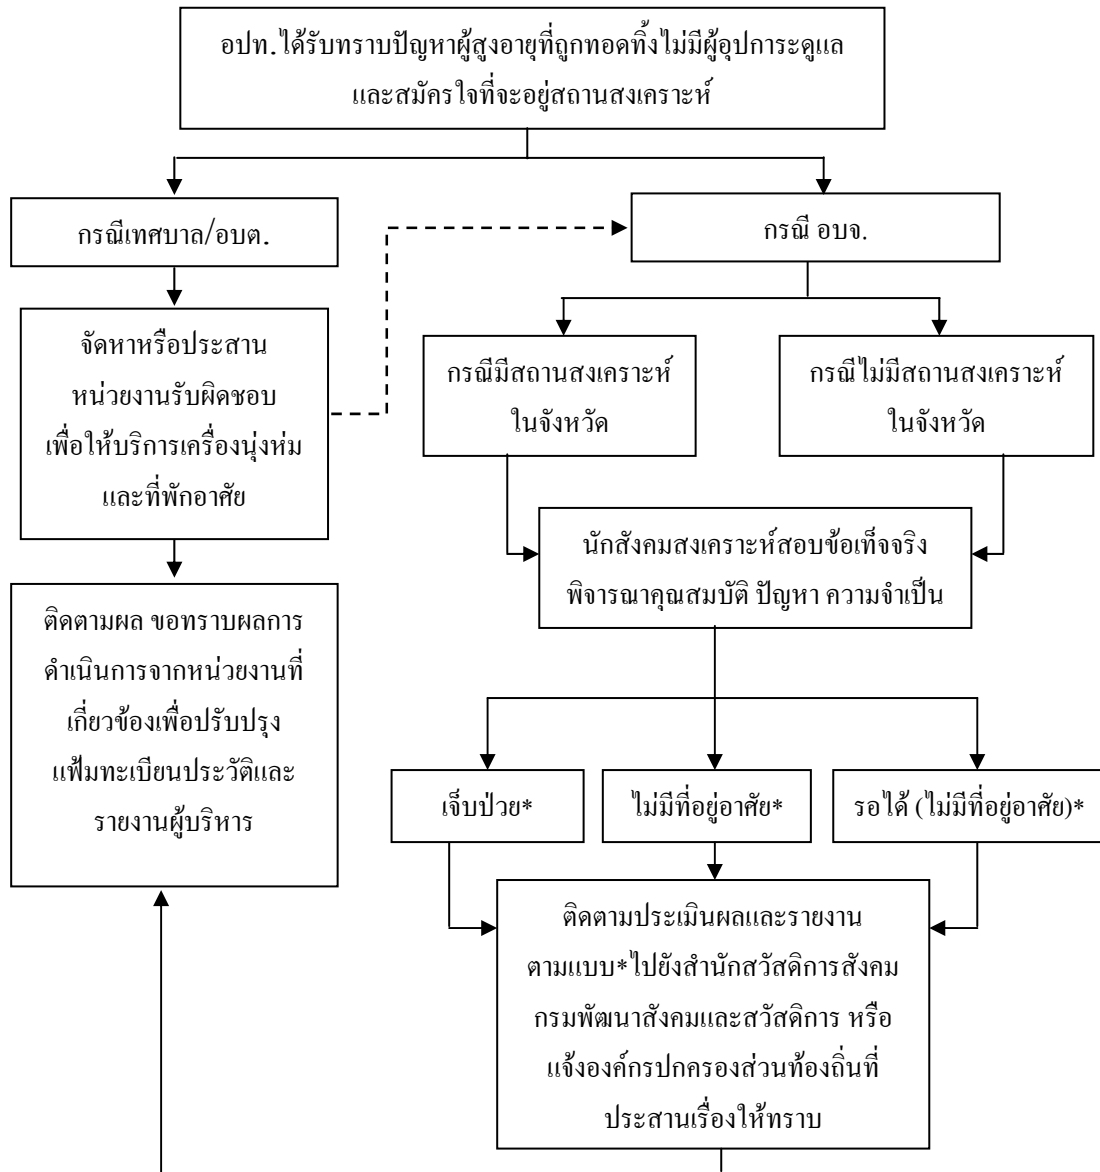 อปท. ได้รับทราบปัญหาผู้สูงอายุที่ถูกทอดทิ้งไม่มีผู้อุปการะดูแล
และสมัครใจที่จะอยู่สถานสงเคราะห์
กรณีเทศบาล/อบต.
กรณี อบจ.
จัดหาหรือประสาน
หน่วยงานรับผิดชอบ
เพื่อให้บริการเครื่องนุ่งห่ม
และที่พักอาศัย
กรณีมีสถานสงเคราะห์
ในจังหวัด
กรณีไม่มีสถานสงเคราะห์
ในจังหวัด
นักสังคมสงเคราะห์สอบข้อเท็จจริง
พิจารณาคุณสมบัติ ปัญหา ความจำเป็น
ติดตามผล ขอทราบผลการ
ดำเนินการจากหน่วยงานที่
เกี่ยวข้องเพื่อปรับปรุง
แฟ้มทะเบียนประวัติและ
รายงานผู้บริหาร
เจ็บป่วย*
ไม่มีที่อยู่อาศัย*
รอได้ (ไม่มีที่อยู่อาศัย)*
ติดตามประเมินผลและรายงาน
ตามแบบ*ไปยังสำนักสวัสดิการสังคม
กรมพัฒนาสังคมและสวัสดิการ หรือ
แจ้งองค์กรปกครองส่วนท้องถิ่นที่
ประสานเรื่องให้ทราบ